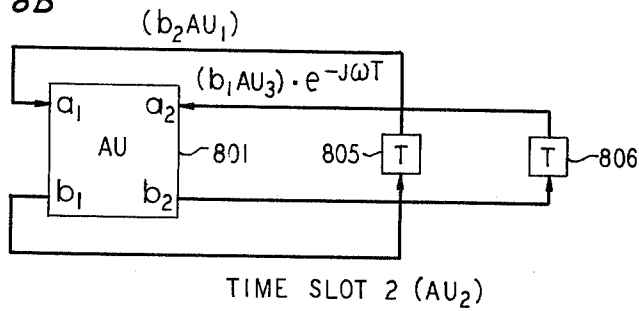 8B
(b₂AU₁)
(b₁AU₃)·e^-JωT
a₁ a₂
AU
801
805 T
T 806
b₁ b₂
TIME SLOT 2 (AU₂)